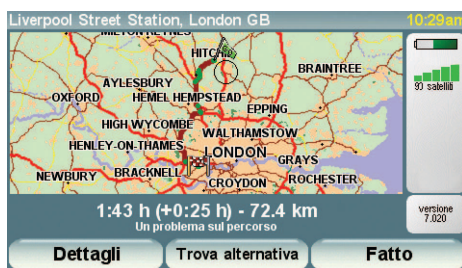 Liverpool Street Station, London GB 10:29am
MILTON KEYNES
HITCHI
BRAINTREE
AYLESBURY
OXFORD HEMEL HEMPSTEAD
EPPING
HIGH WYCOMBE
WALTHAMSTOW
HENLEY-ON-THAMES
LONDON
GRAYS
NEWBURY BRACKNELL
ROCHESTER
CROYDON
satelliti
1:43 h (+0:25 h) - 72.4 km
Un problema sul percorso
versione
7.020
Dettagli Trova alternativa Fatto